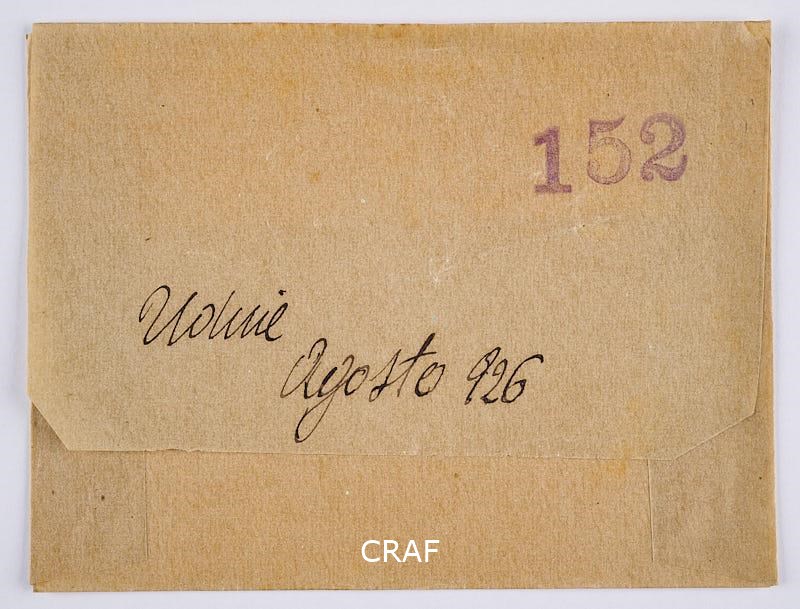 152
Udine
Agosto 926
CRAF